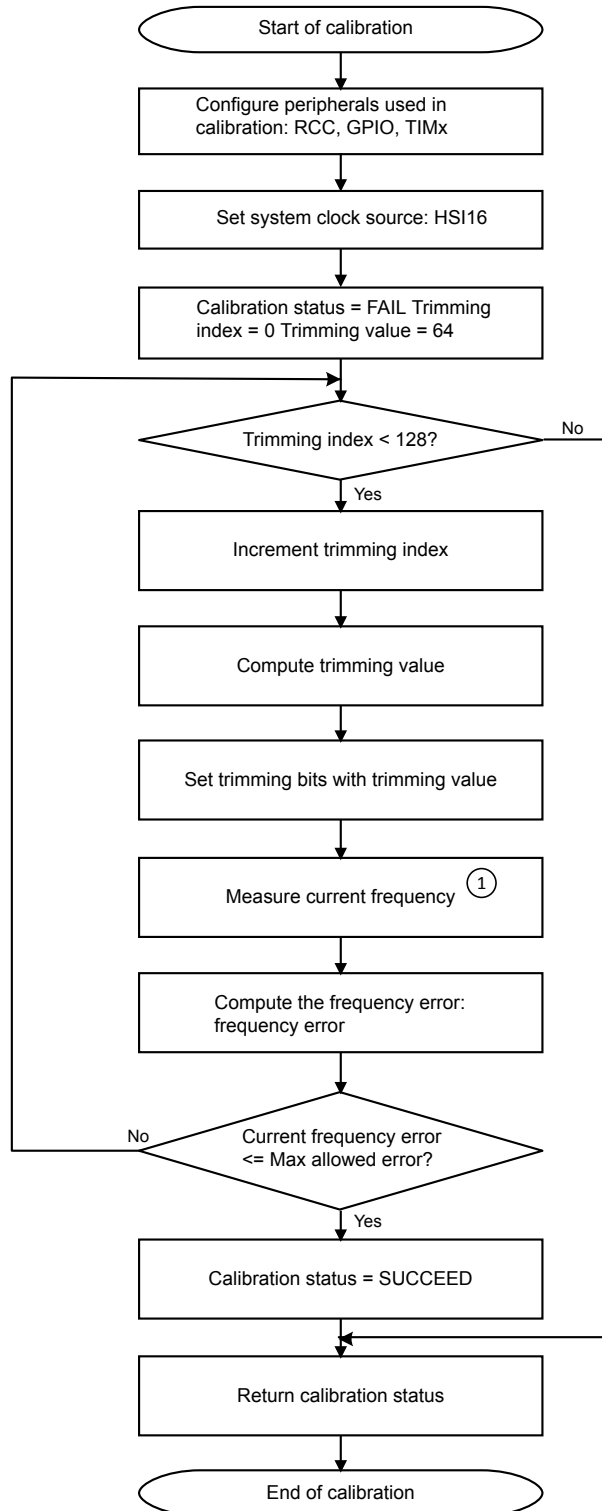 Start of calibration
Configure peripherals used in
calibration: RCC, GPIO, TIMx
Set system clock source: HSI16
Calibration status = FAIL Trimming
index = 0 Trimming value = 64
Trimming index < 128?
No
Yes
Increment trimming index
Compute trimming value
Set trimming bits with trimming value
Measure current frequency 1
Compute the frequency error:
frequency error
No
Current frequency error
<= Max allowed error?
Yes
Calibration status = SUCCEED
Return calibration status
End of calibration